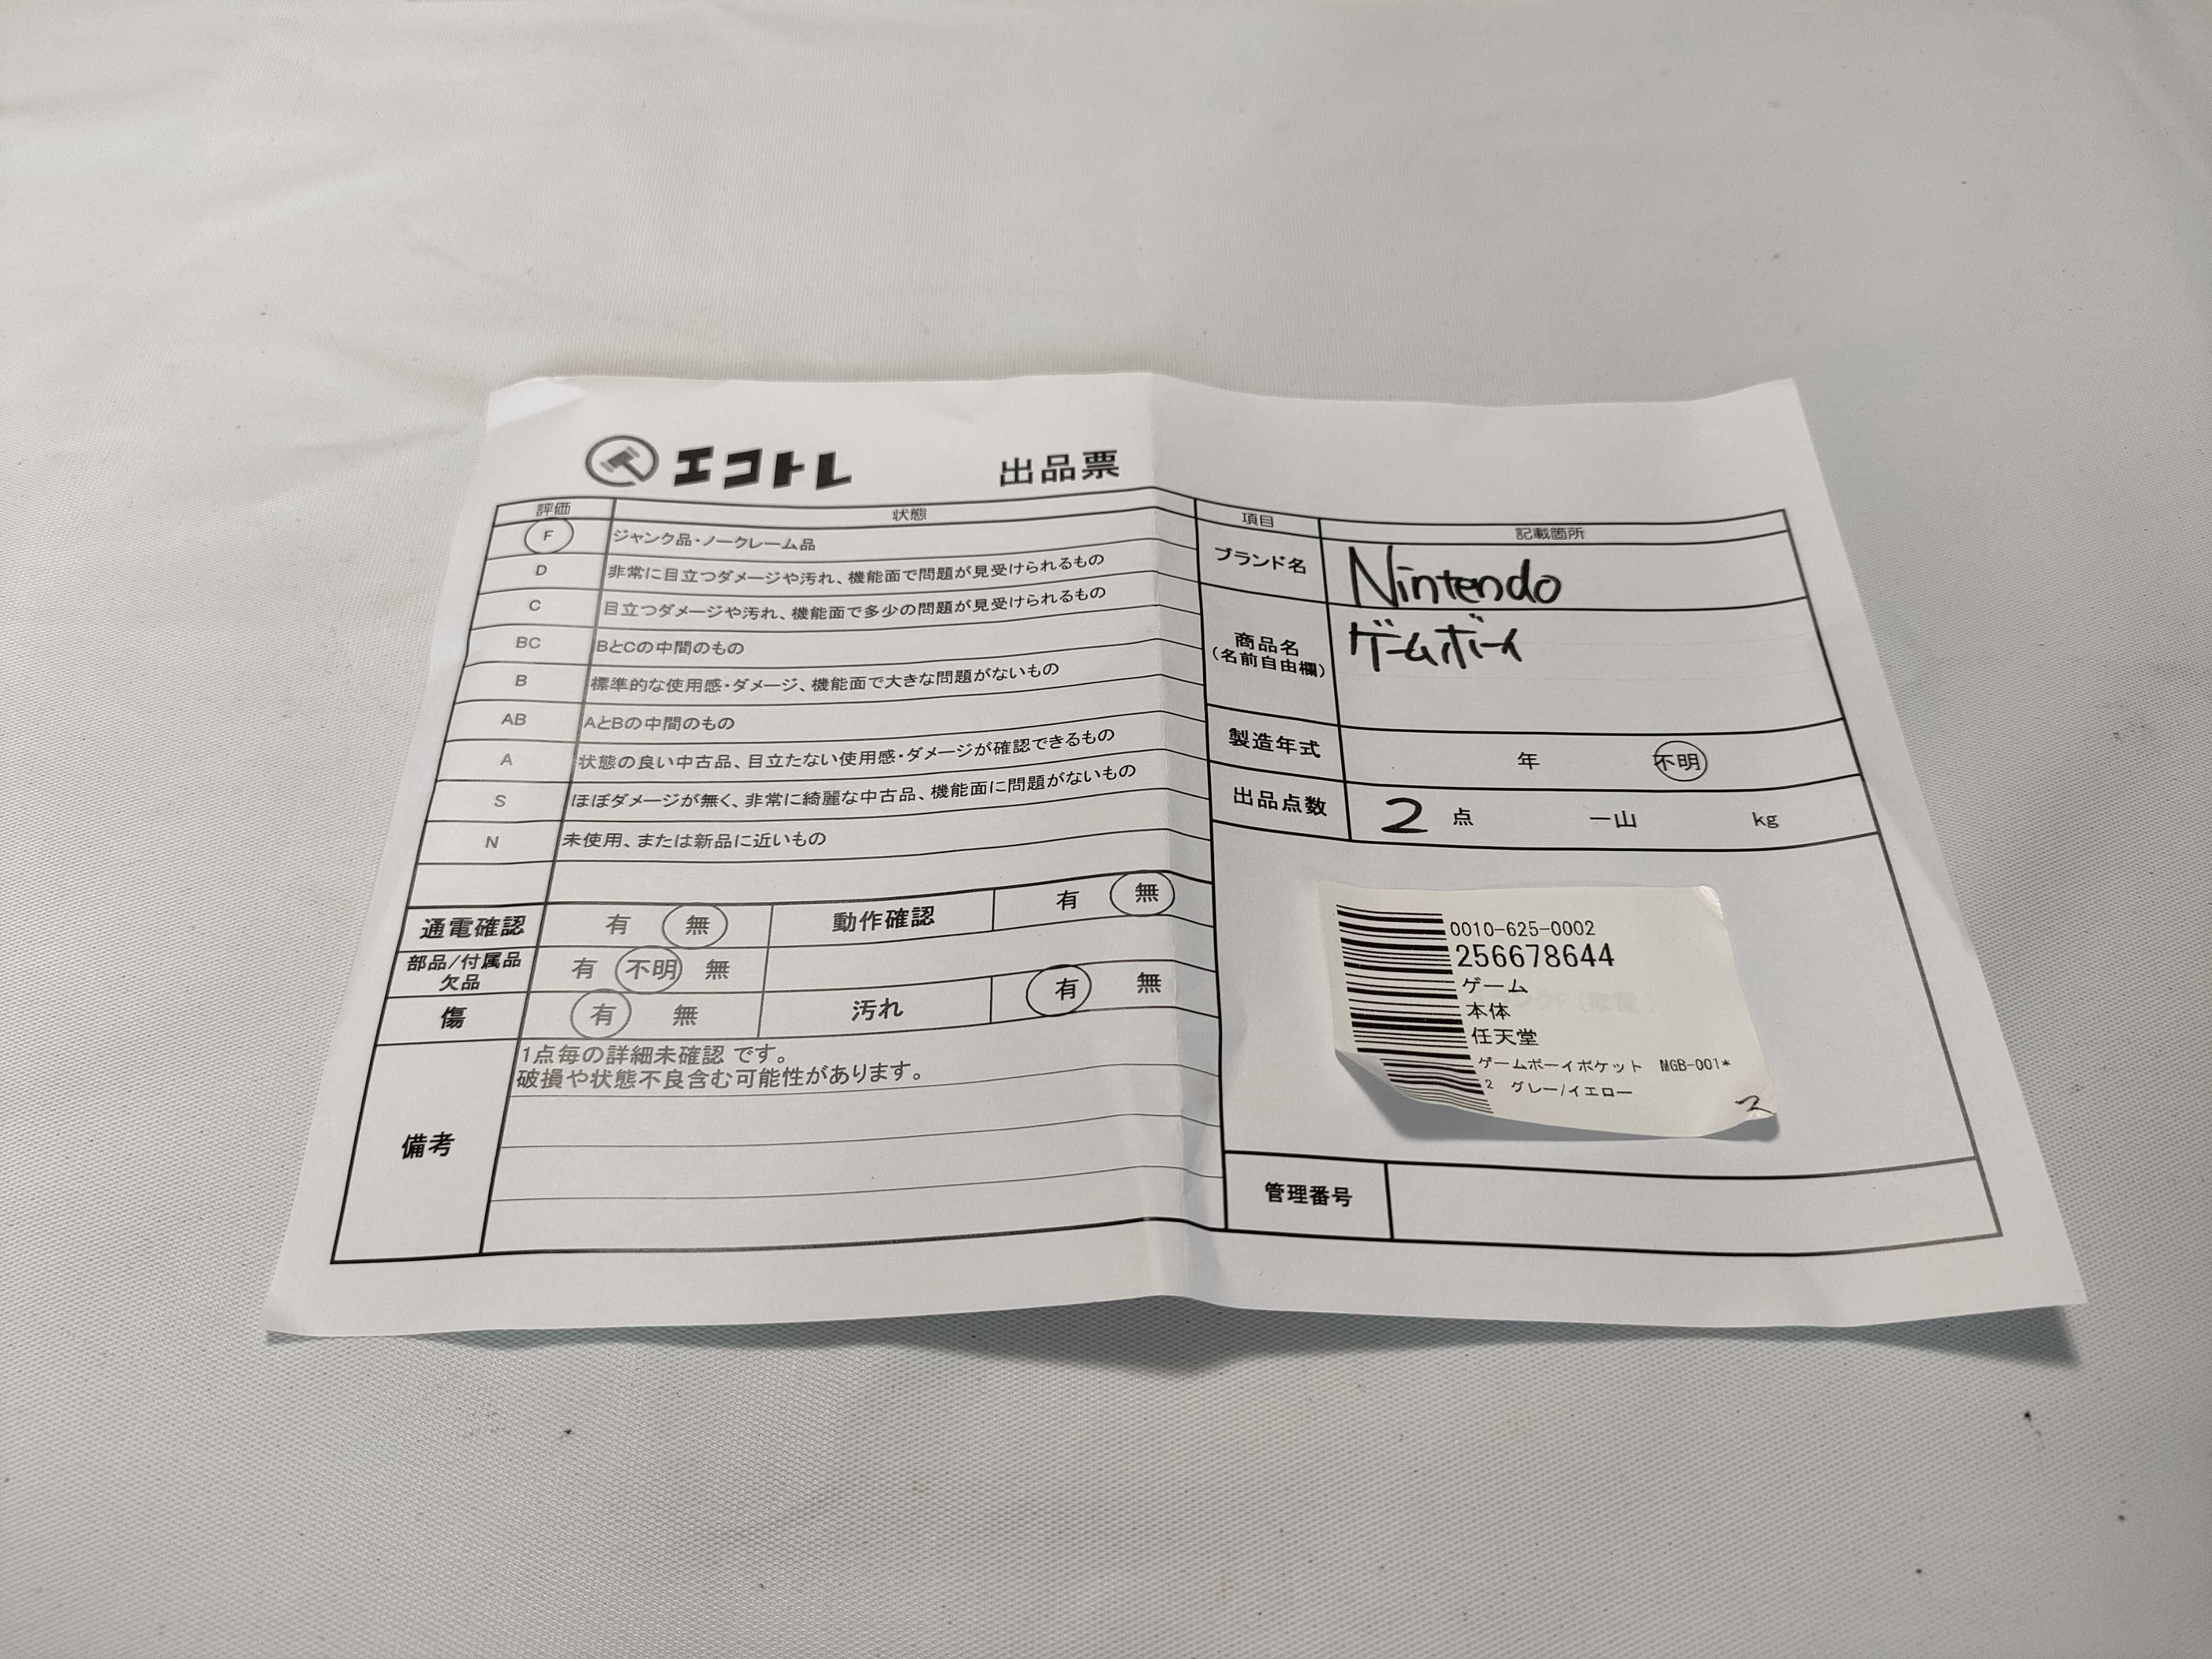 エコトレ 出品票
評価 状態
F ジャンク品・ノークレーム品
D 非常に目立つダメージや汚れ、機能面で問題が見受けられるもの
C 目立つダメージや汚れ、機能面で多少の問題が見受けられるもの
BC BとCの中間のもの
B 標準的な使用感・ダメージ、機能面で大きな問題がないもの
AB AとBの中間のもの
A 状態の良い中古品、目立たない使用感・ダメージが確認できるもの
S ほぼダメージが無く、非常に綺麗な中古品、機能面に問題がないもの
N 未使用、または新品に近いもの
通電確認 有 無 動作確認 有 無
部品/付属品 有 不明 無
欠品
傷 有 無 汚れ 有 無
備考
1点毎の詳細未確認 です。
破損や状態不良含む可能性があります。
項目 記載箇所
ブランド名 Nintendo
商品名 ゲームボーイ
(名前自由欄)
製造年式 年 不明
出品点数 2 点 一山 kg
0010-625-0002
256678644
ゲーム
本体
任天堂
ゲームボーイポケット MGB-001*
2 グレー/イエロー
2
管理番号